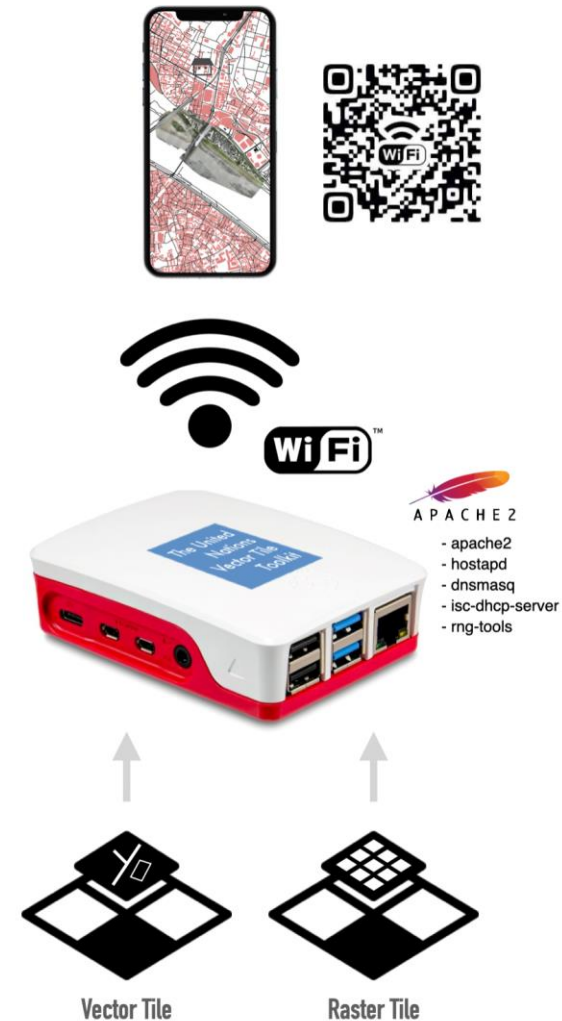 WiFi
WiFi™
The United
Nations
Vector Tile
Toolkit
APACHE2
- apache2
- hostapd
- dnsmasq
- isc-dhcp-server
- rng-tools
Vector Tile
Raster Tile